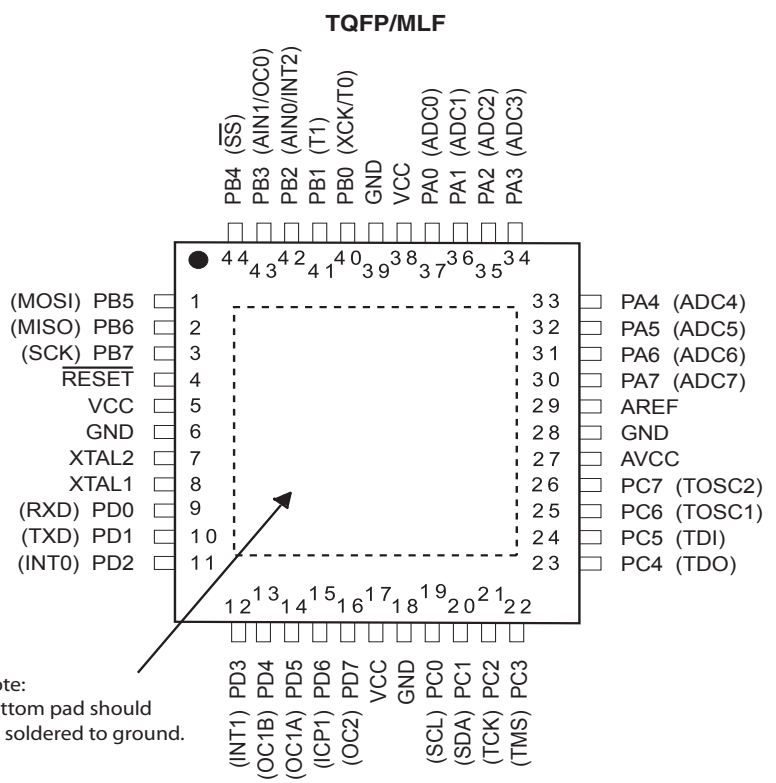 TQFP/MLF
PB4 (SS)
PB3 (AIN1/OC0)
PB2 (AIN0/INT2)
PB1 (T1)
PB0 (XCK/T0)
GND
VCC
PA0 (ADC0)
PA1 (ADC1)
PA2 (ADC2)
PA3 (ADC3)
44 43 42 41 40 39 38 37 36 35 34
(MOSI) PB5 1
(MISO) PB6 2
(SCK) PB7 3
RESET 4
VCC 5
GND 6
XTAL2 7
XTAL1 8
(RXD) PD0 9
(TXD) PD1 10
(INT0) PD2 11
33 PA4 (ADC4)
32 PA5 (ADC5)
31 PA6 (ADC6)
30 PA7 (ADC7)
29 AREF
28 GND
27 AVCC
26 PC7 (TOSC2)
25 PC6 (TOSC1)
24 PC5 (TDI)
23 PC4 (TDO)
12 13 14 15 16 17 18 19 20 21 22
(INT1) PD3
(OC1B) PD4
(OC1A) PD5
(ICP1) PD6
(OC2) PD7
VCC
GND
(SCL) PC0
(SDA) PC1
(TCK) PC2
(TMS) PC3
ote:
ttom pad should
soldered to ground.